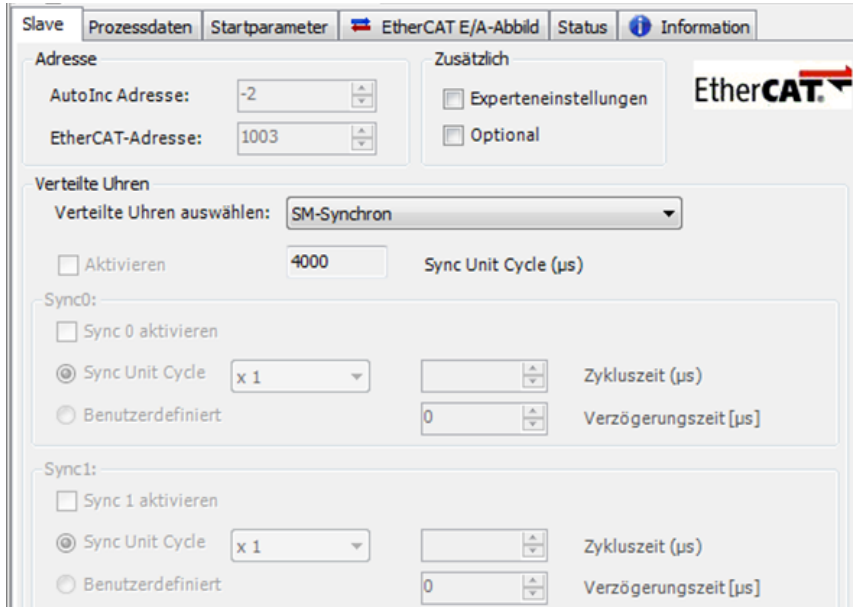 Slave Prozessdaten Startparameter EtherCAT E/A-Abbild Status Information
Adresse
AutoInc Adresse: -2
EtherCAT-Adresse: 1003
Zusätzlich
Experteneinstellungen
Optional
EtherCAT.
Verteilte Uhren
Verteilte Uhren auswählen: SM-Synchron
Aktivieren 4000 Sync Unit Cycle (µs)
Sync0:
Sync 0 aktivieren
Sync Unit Cycle x 1 Zykluszeit (µs)
Benutzerdefiniert 0 Verzögerungszeit[µs]
Sync1:
Sync 1 aktivieren
Sync Unit Cycle x 1 Zykluszeit (µs)
Benutzerdefiniert 0 Verzögerungszeit[µs]